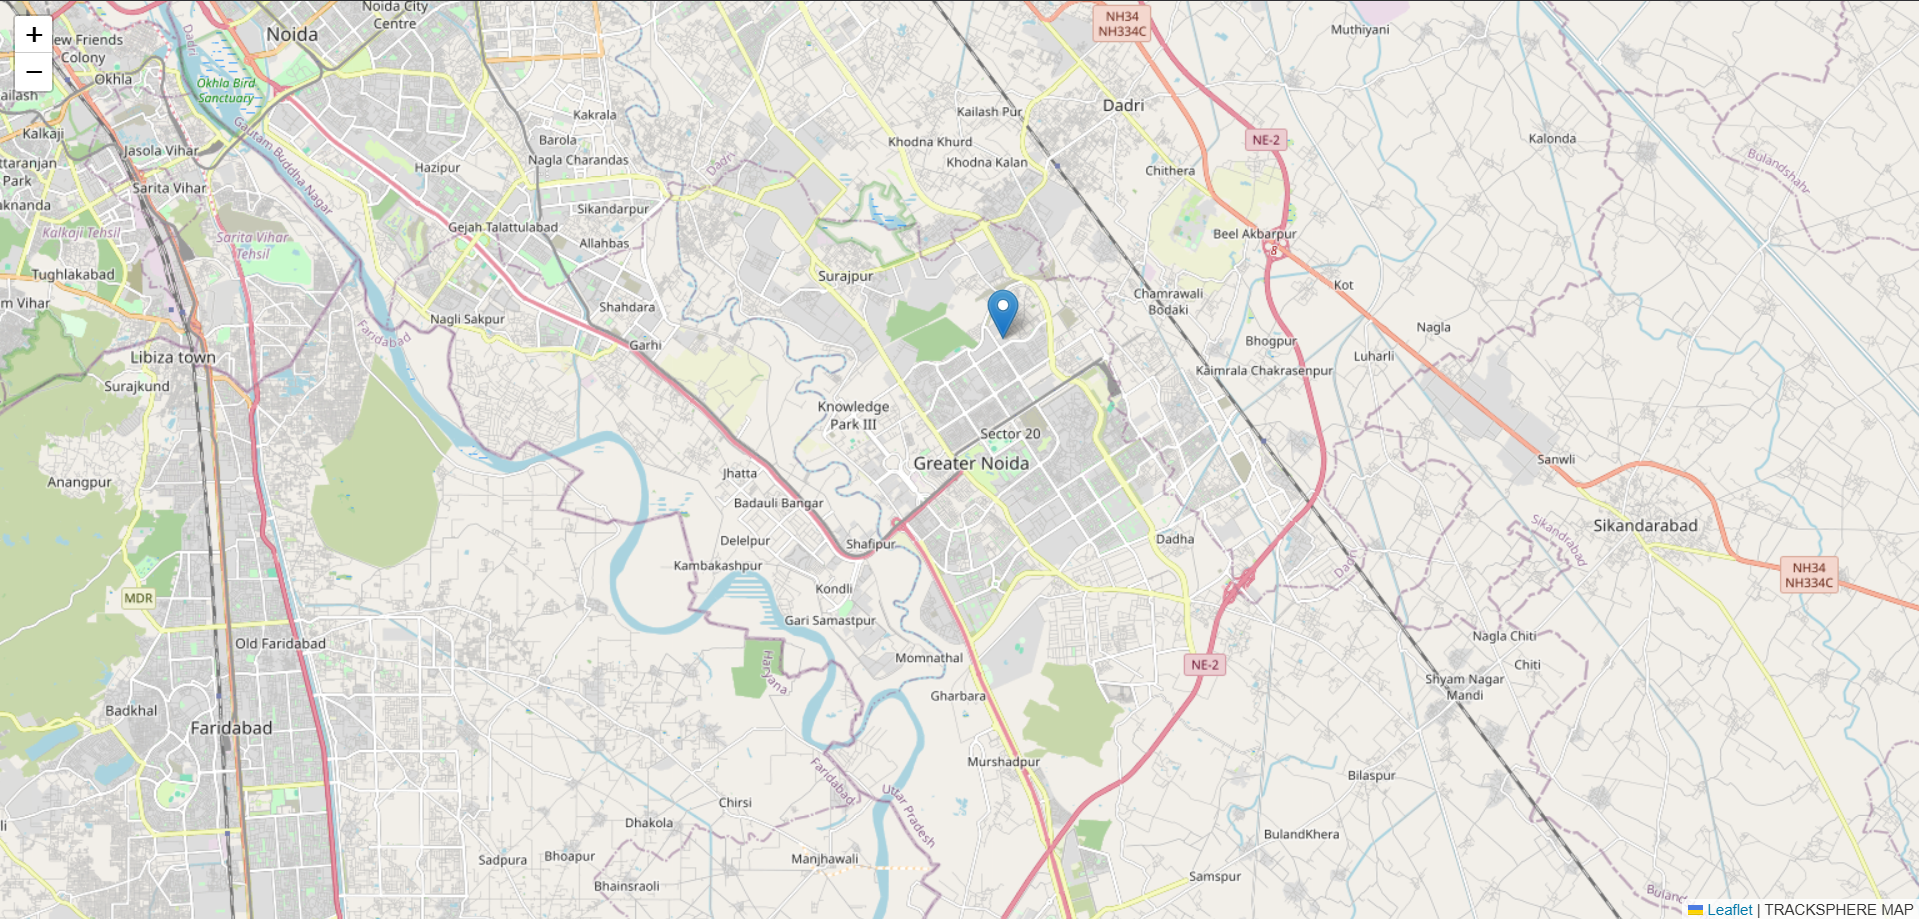 Noida City
Centre
NH34
NH334C
Muthiyani
+
−
ew Friends
Colony
Noida
Dadri
Okhla
ailash
Okhla Bird
Sanctuary
Dadri
Kailash Pur
Kakrala
Kalkaji
Gautam Buddha Nagar
Barola
Khodna Khurd
NE-2
Kalonda
Jasola Vihar
Nagla Charandas
Khodna Kalan
Dadri
Bulandshahr
ttaranjan
Park
Hazipur
Chithera
Sarita Vihar
aknanda
Sikandarpur
Kalkaji Tehsil
Sarita Vihar
Tehsil
Gejah Talattulabad
Allahbas
Beel Akbarpur
8
Tughlakabad
Surajpur
Kot
m Vihar
Shahdara
Chamrawali
Bodaki
Nagli Sakpur
Faridabad
Nagla
Garhi
Bhogpur
Libiza town
Luharli
Surajkund
Kaimrala Chakrasenpur
Knowledge
Park III
Sector 20
Greater Noida
Sanwli
Jhatta
Anangpur
Badauli Bangar
Sikandarabad
Sikandrabad
Delelpur
Shafipur
Dadha
Dadri
Kambakashpur
NH34
NH334C
Kondli
MDR
Gari Samastpur
Old Faridabad
Nagla Chiti
Momnathal
NE-2
Chiti
Haryana
Gharbara
Shyam Nagar
Mandi
Badkhal
Faridabad
Murshadpur
Bilaspur
Faridabad
Uttar Pradesh
Chirsi
Dhakola
BulandKhera
li
Sadpura
Bhoapur
Manjhawali
Bhainsraoli
Samspur
Buland
Leaflet | TRACKSPHERE MAP